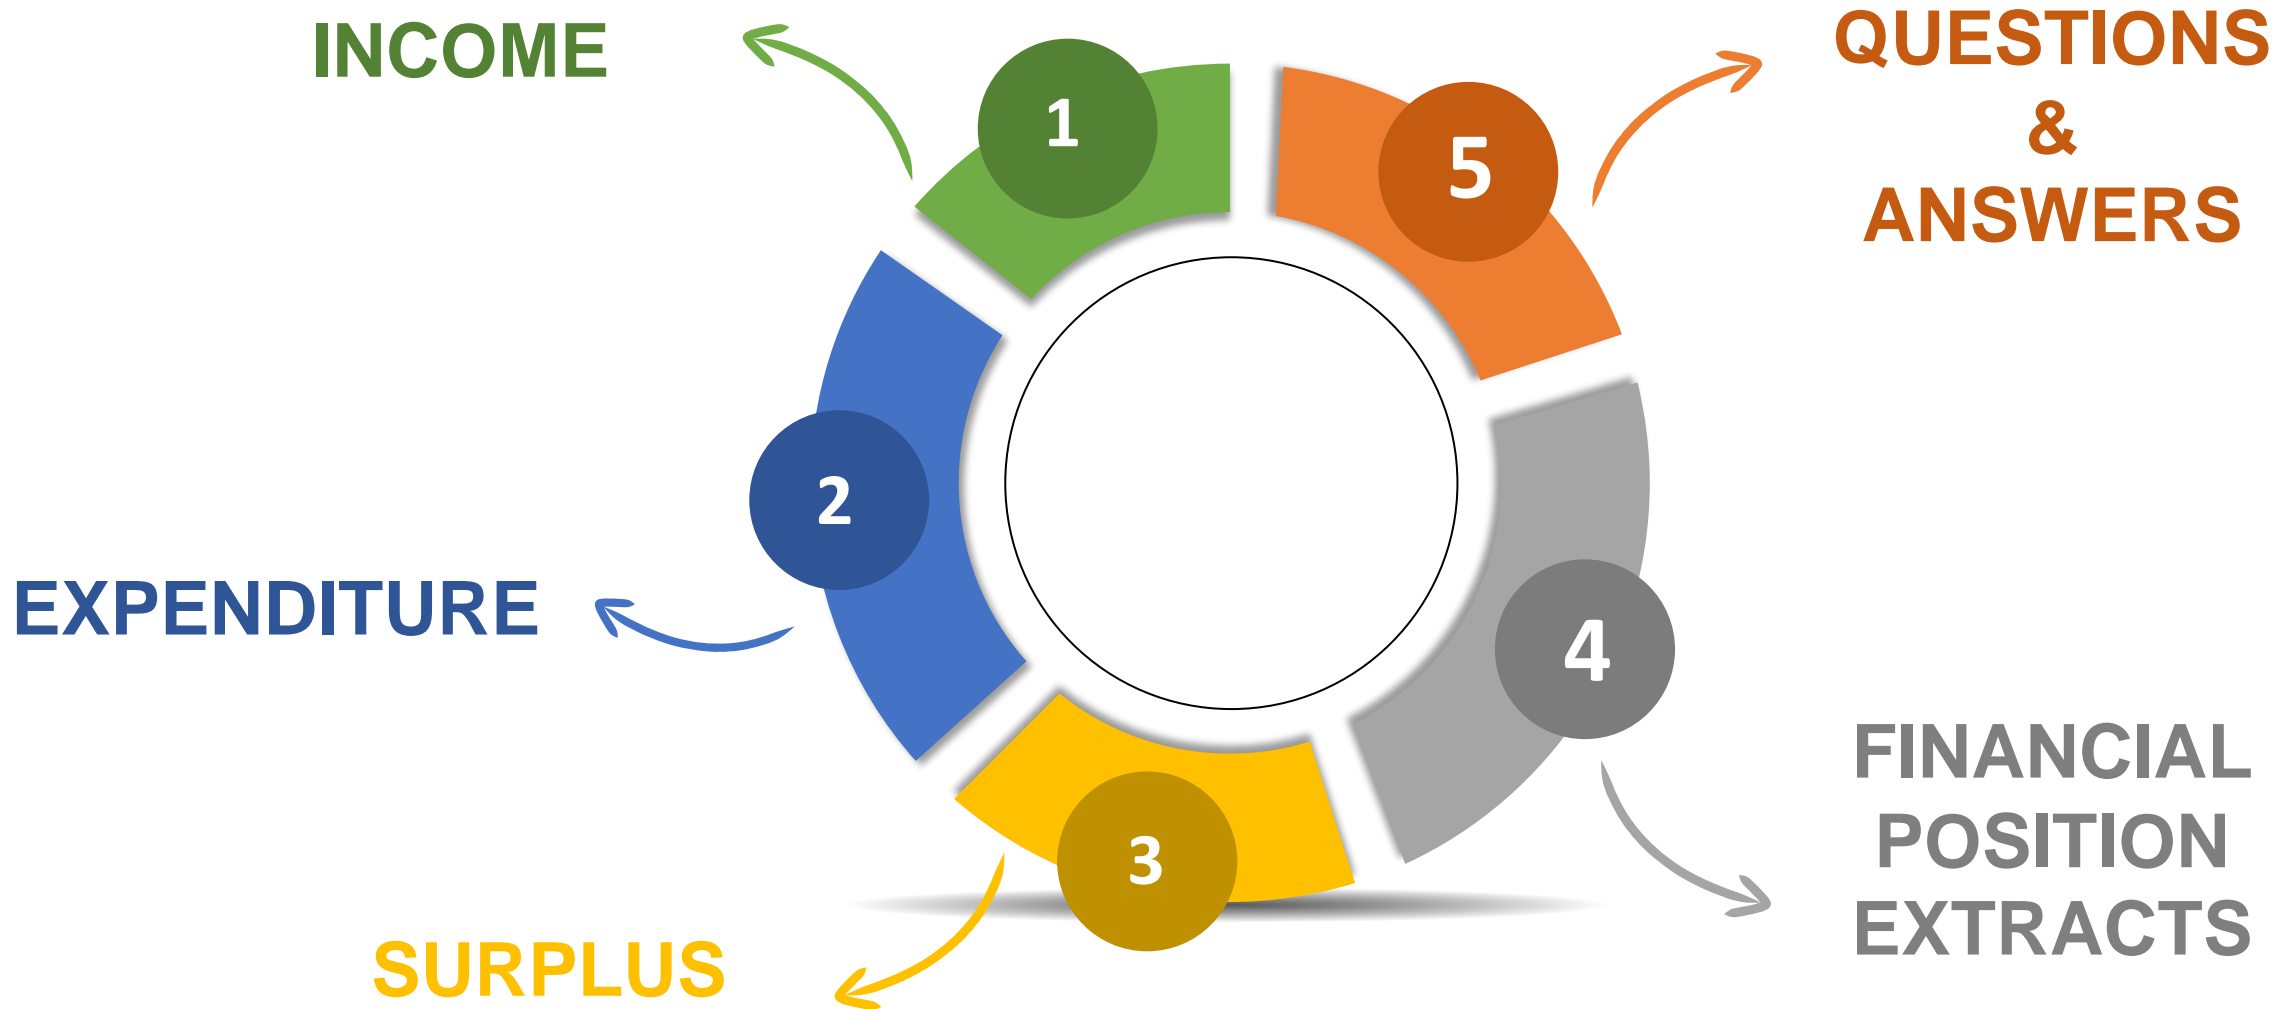 INCOME
1
2
EXPENDITURE
3
SURPLUS
4
FINANCIAL
POSITION
EXTRACTS
5
QUESTIONS
&
ANSWERS